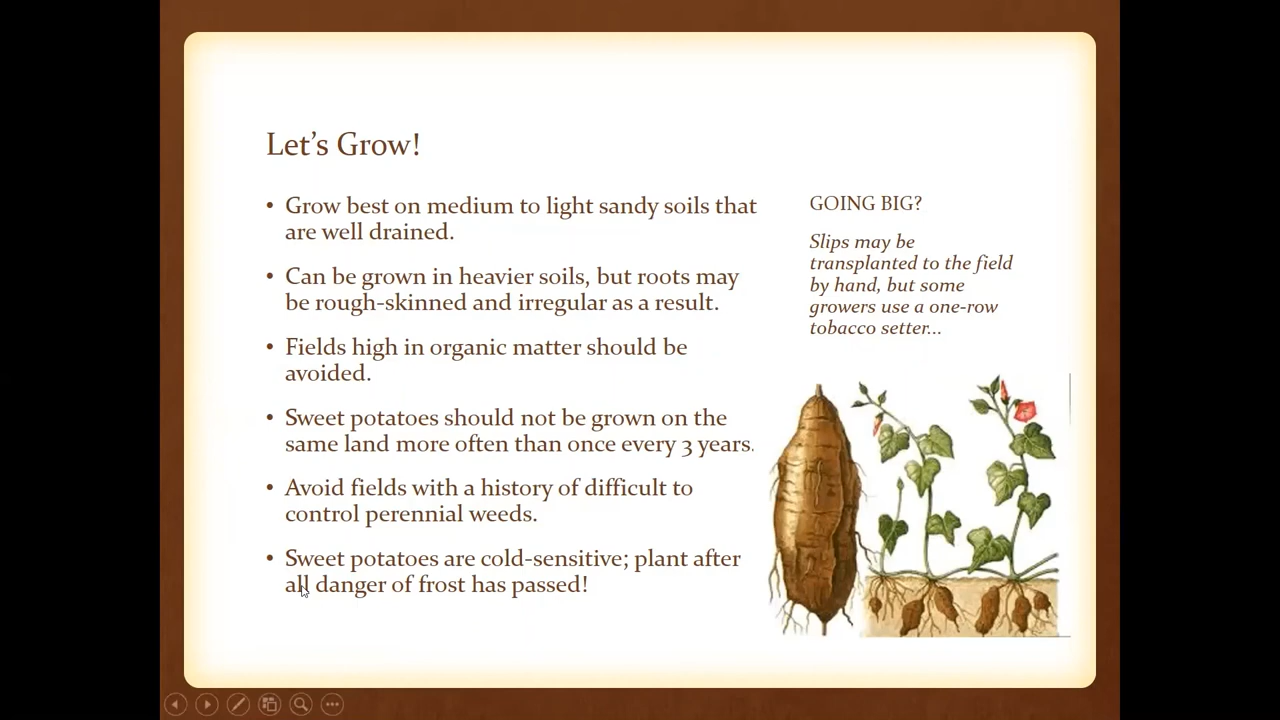 Let's Grow!
• Grow best on medium to light sandy soils that
are well drained.
• Can be grown in heavier soils, but roots may
be rough-skinned and irregular as a result.
• Fields high in organic matter should be
avoided.
• Sweet potatoes should not be grown on the
same land more often than once every 3 years.
• Avoid fields with a history of difficult to
control perennial weeds.
• Sweet potatoes are cold-sensitive; plant after
all danger of frost has passed!
GOING BIG?
Slips may be
transplanted to the field
by hand, but some
growers use a one-row
tobacco setter...